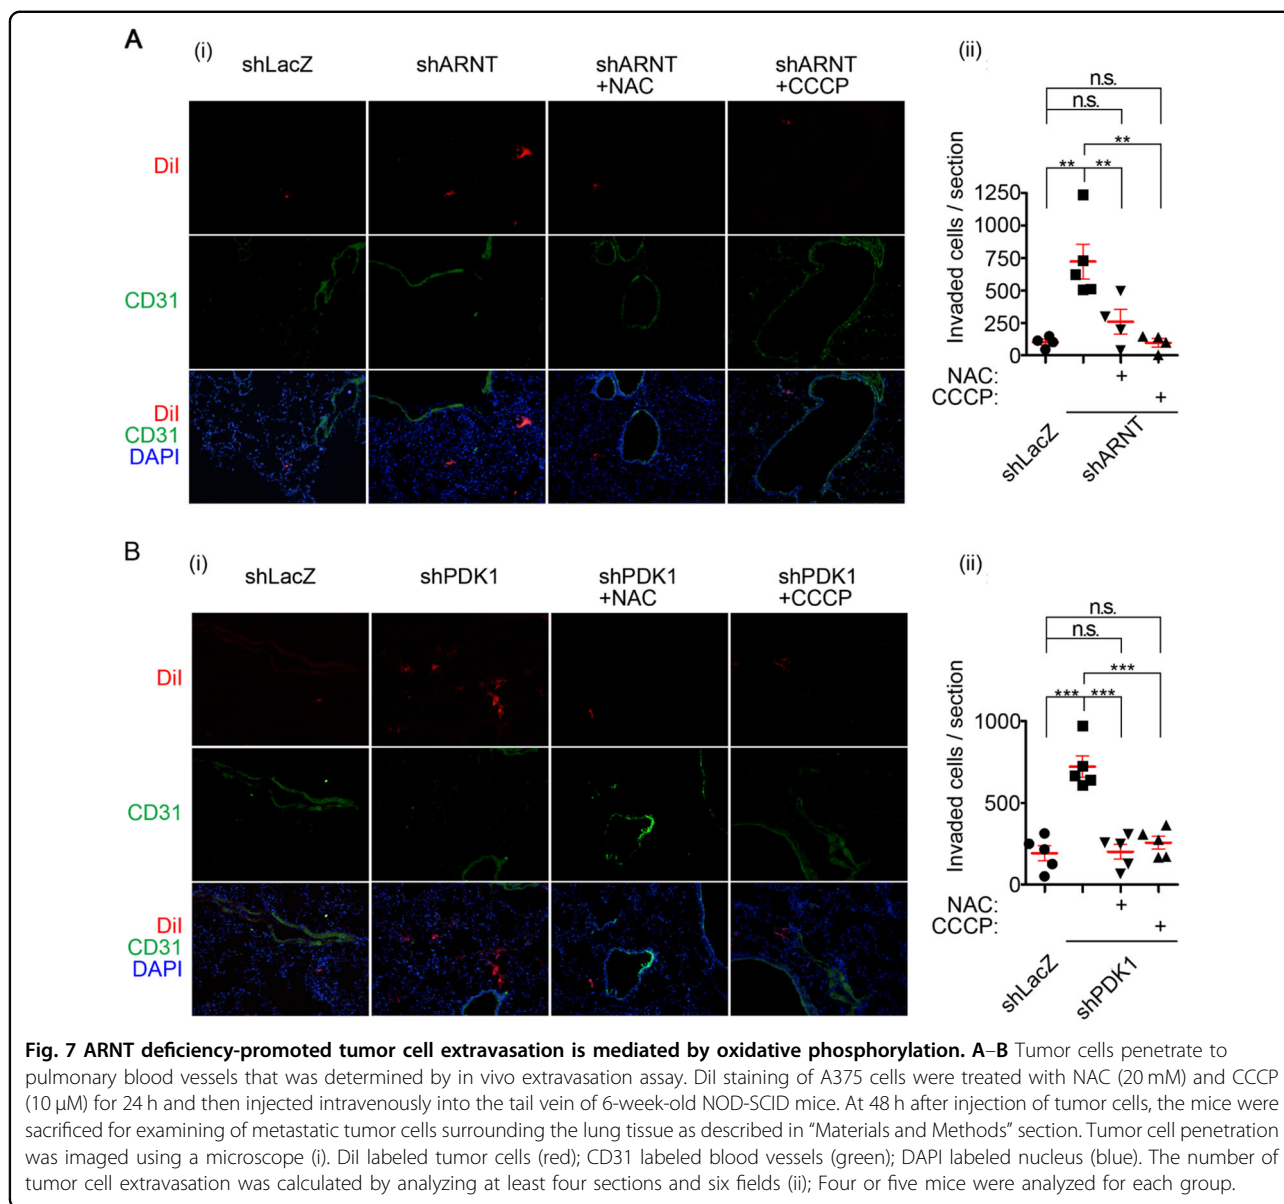 A
(i)
shLacZ
shARNT
shARNT
+NAC
shARNT
+CCCP
DiI
CD31
DiI
CD31
DAPI
(ii)
n.s.
n.s.
**
** **
Invaded cells / section
1250
1000
750
500
250
0
NAC: +
CCCP: +
shLacZ
shARNT
B
(i)
shLacZ
shPDK1
shPDK1
+NAC
shPDK1
+CCCP
DiI
CD31
DiI
CD31
DAPI
(ii)
n.s.
n.s.
***
*** ***
Invaded cells / section
1000
500
0
NAC: +
CCCP: +
shLacZ
shPDK1
Fig. 7 ARNT deficiency-promoted tumor cell extravasation is mediated by oxidative phosphorylation. A–B Tumor cells penetrate to
pulmonary blood vessels that was determined by in vivo extravasation assay. DiI staining of A375 cells were treated with NAC (20 mM) and CCCP
(10 μM) for 24 h and then injected intravenously into the tail vein of 6-week-old NOD-SCID mice. At 48 h after injection of tumor cells, the mice were
sacrificed for examining of metastatic tumor cells surrounding the lung tissue as described in “Materials and Methods” section. Tumor cell penetration
was imaged using a microscope (i). DiI labeled tumor cells (red); CD31 labeled blood vessels (green); DAPI labeled nucleus (blue). The number of
tumor cell extravasation was calculated by analyzing at least four sections and six fields (ii); Four or five mice were analyzed for each group.